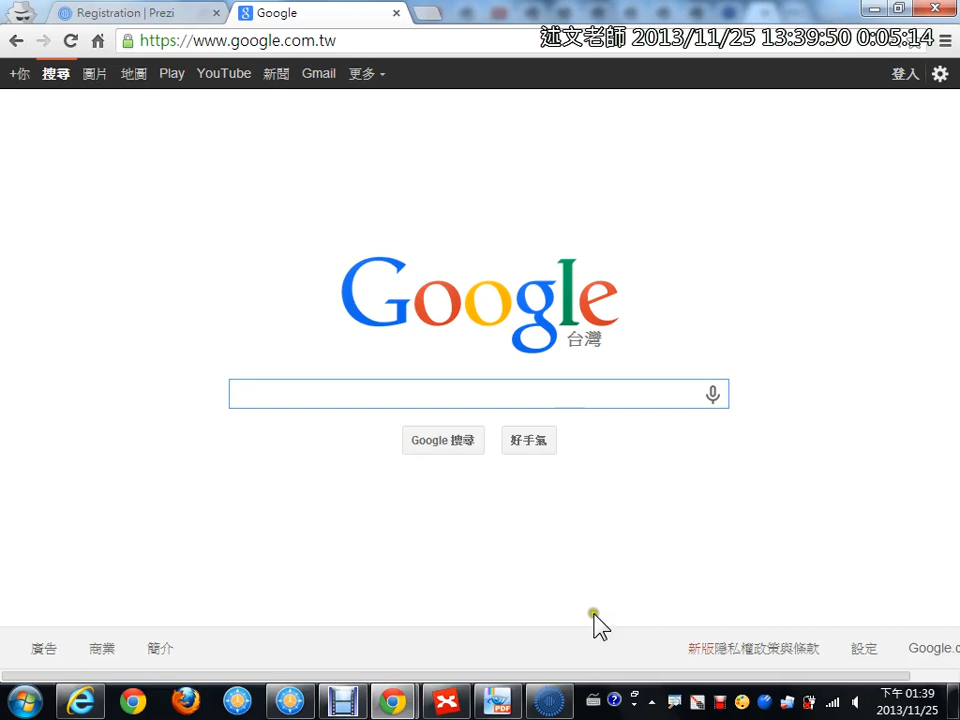 Registration | Prezi
Google
https://www.google.com.tw
述文老師 2013/11/25 13:39:50 0:05:14
+你 搜尋 圖片 地圖 Play YouTube 新聞 Gmail 更多 登入
Google
台灣
Google 搜尋 好手氣
廣告 商業 簡介 新版隱私權政策與條款 設定 Google.c
PDF
下午 01:39
2013/11/25